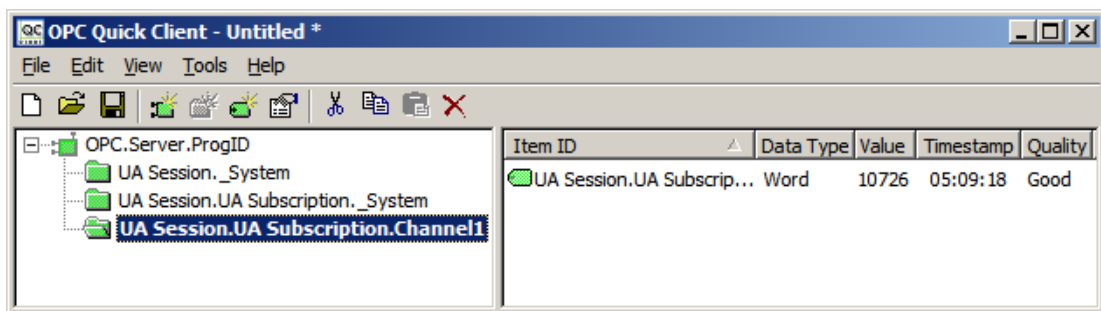 OPC Quick Client - Untitled *
File Edit View Tools Help
OPC.Server.ProgID
UA Session._System
UA Session.UA Subscription._System
UA Session.UA Subscription.Channel1
Item ID Data Type Value Timestamp Quality
UA Session.UA Subscrip... Word 10726 05:09:18 Good